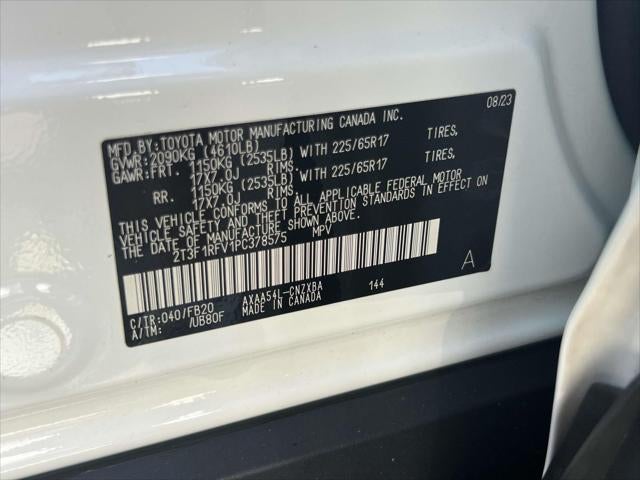 08/23
MFD.BY: TOYOTA MOTOR MANUFACTURING CANADA INC.
GVWR: 2090KG (4610LB)
GAWR: FRT. 1150KG (2535LB) WITH 225/65R17 TIRES,
17X7.0J RIMS,
RR. 1150KG (2535LB) WITH 225/65R17 TIRES,
17X7.0J RIMS.
THIS VEHICLE CONFORMS TO ALL APPLICABLE FEDERAL MOTOR
VEHICLE SAFETY AND THEFT PREVENTION STANDARDS IN EFFECT ON
THE DATE OF MANUFACTURE SHOWN ABOVE.
2T3F1RFV1PC378575 MPV
A
C/TR: 040/FB20 AXAA54L-CNZXBA 144
A/TM: /UB80F MADE IN CANADA